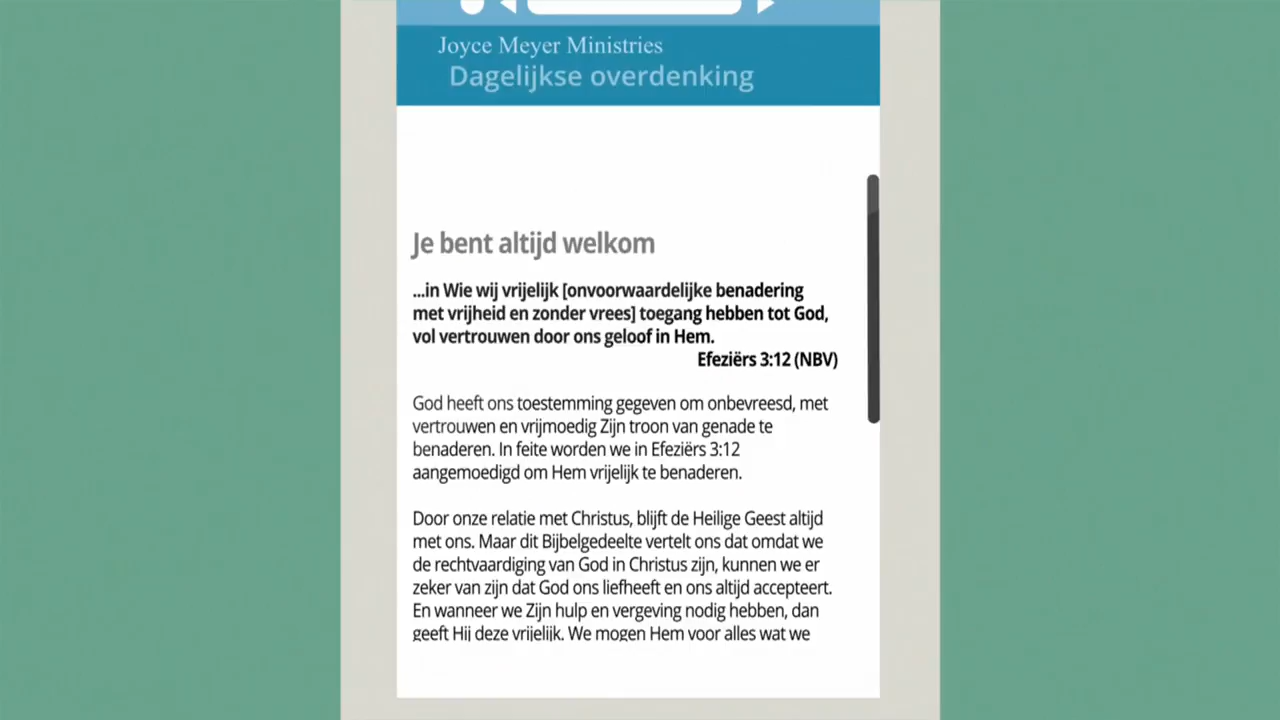 Joyce Meyer Ministries
Dagelijkse overdenking
Je bent altijd welkom
...in Wie wij vrijelijk [onvoorwaardelijke benadering
met vrijheid en zonder vrees] toegang hebben tot God,
vol vertrouwen door ons geloof in Hem.
Efeziërs 3:12 (NBV)
God heeft ons toestemming gegeven om onbevreesd, met
vertrouwen en vrijmoedig Zijn troon van genade te
benaderen. In feite worden we in Efeziërs 3:12
aangemoedigd om Hem vrijelijk te benaderen.
Door onze relatie met Christus, blijft de Heilige Geest altijd
met ons. Maar dit Bijbelgedeelte vertelt ons dat omdat we
de rechtvaardiging van God in Christus zijn, kunnen we er
zeker van zijn dat God ons liefheeft en ons altijd accepteert.
En wanneer we Zijn hulp en vergeving nodig hebben, dan
geeft Hij deze vrijelijk. We mogen Hem voor alles wat we